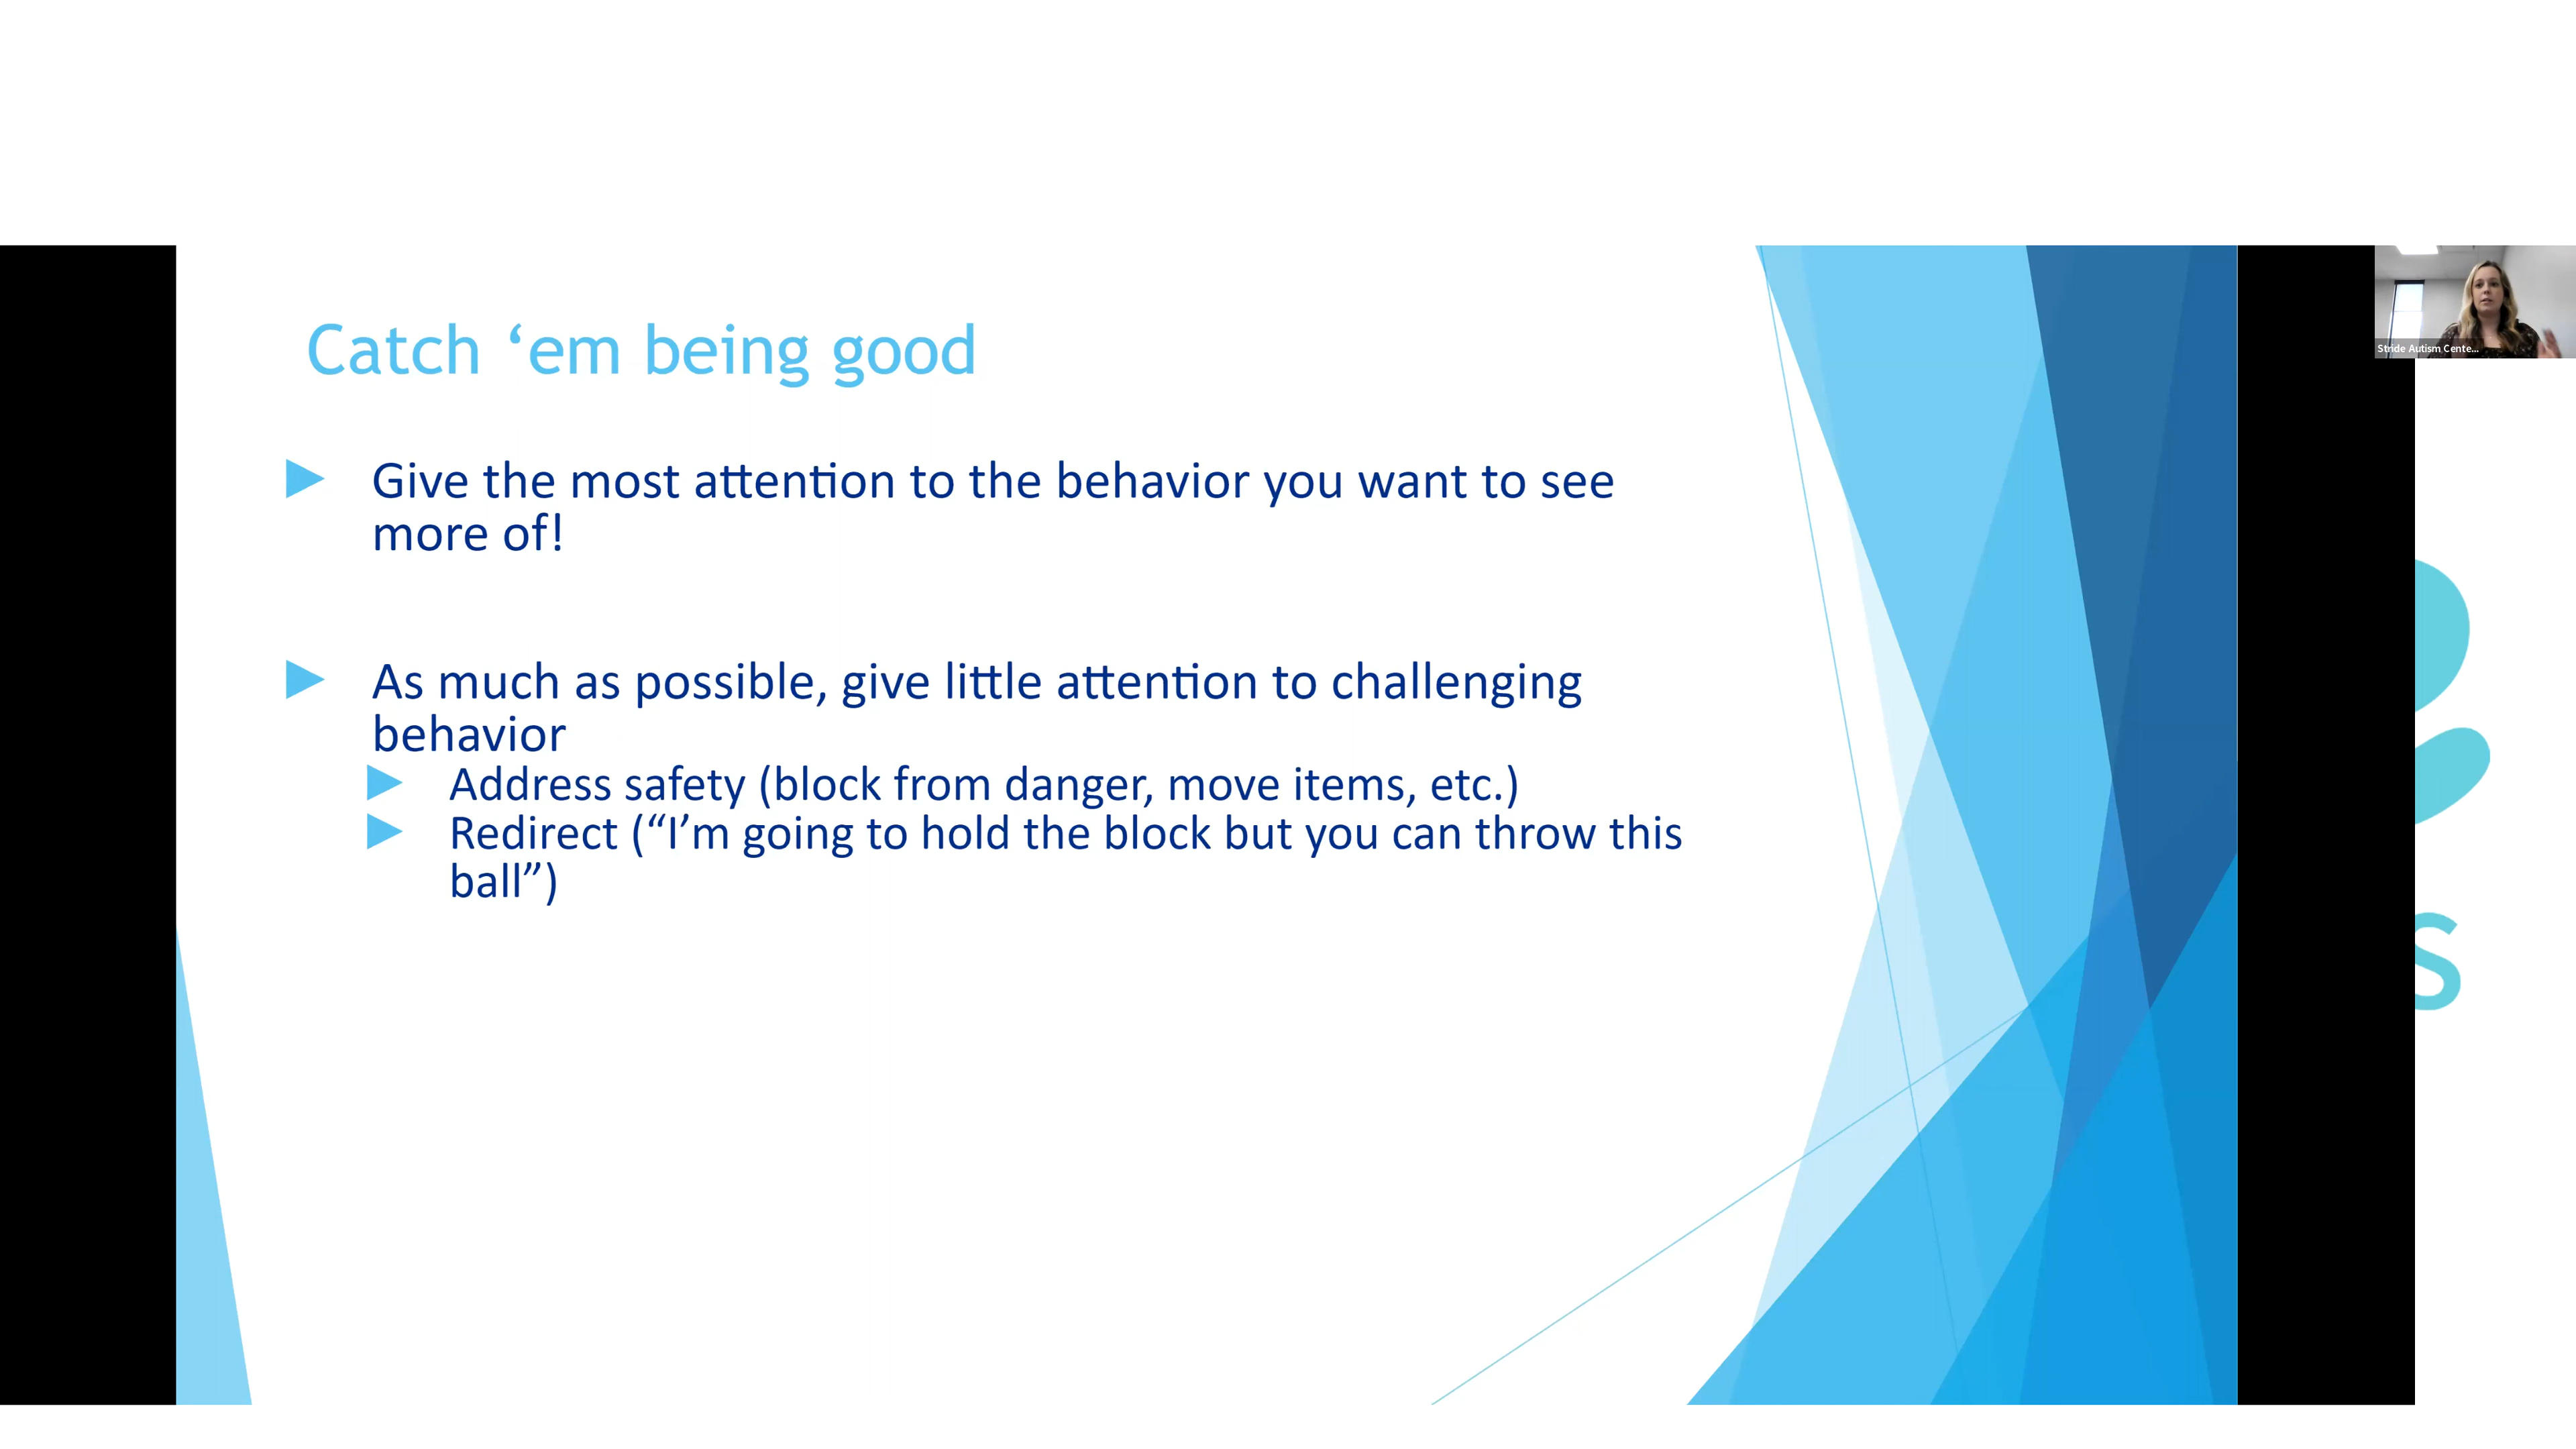 Catch ‘em being good
Give the most attention to the behavior you want to see
more of!
As much as possible, give little attention to challenging
behavior
Address safety (block from danger, move items, etc.)
Redirect (“I’m going to hold the block but you can throw this
ball”)
Stride Autism Cente...
s